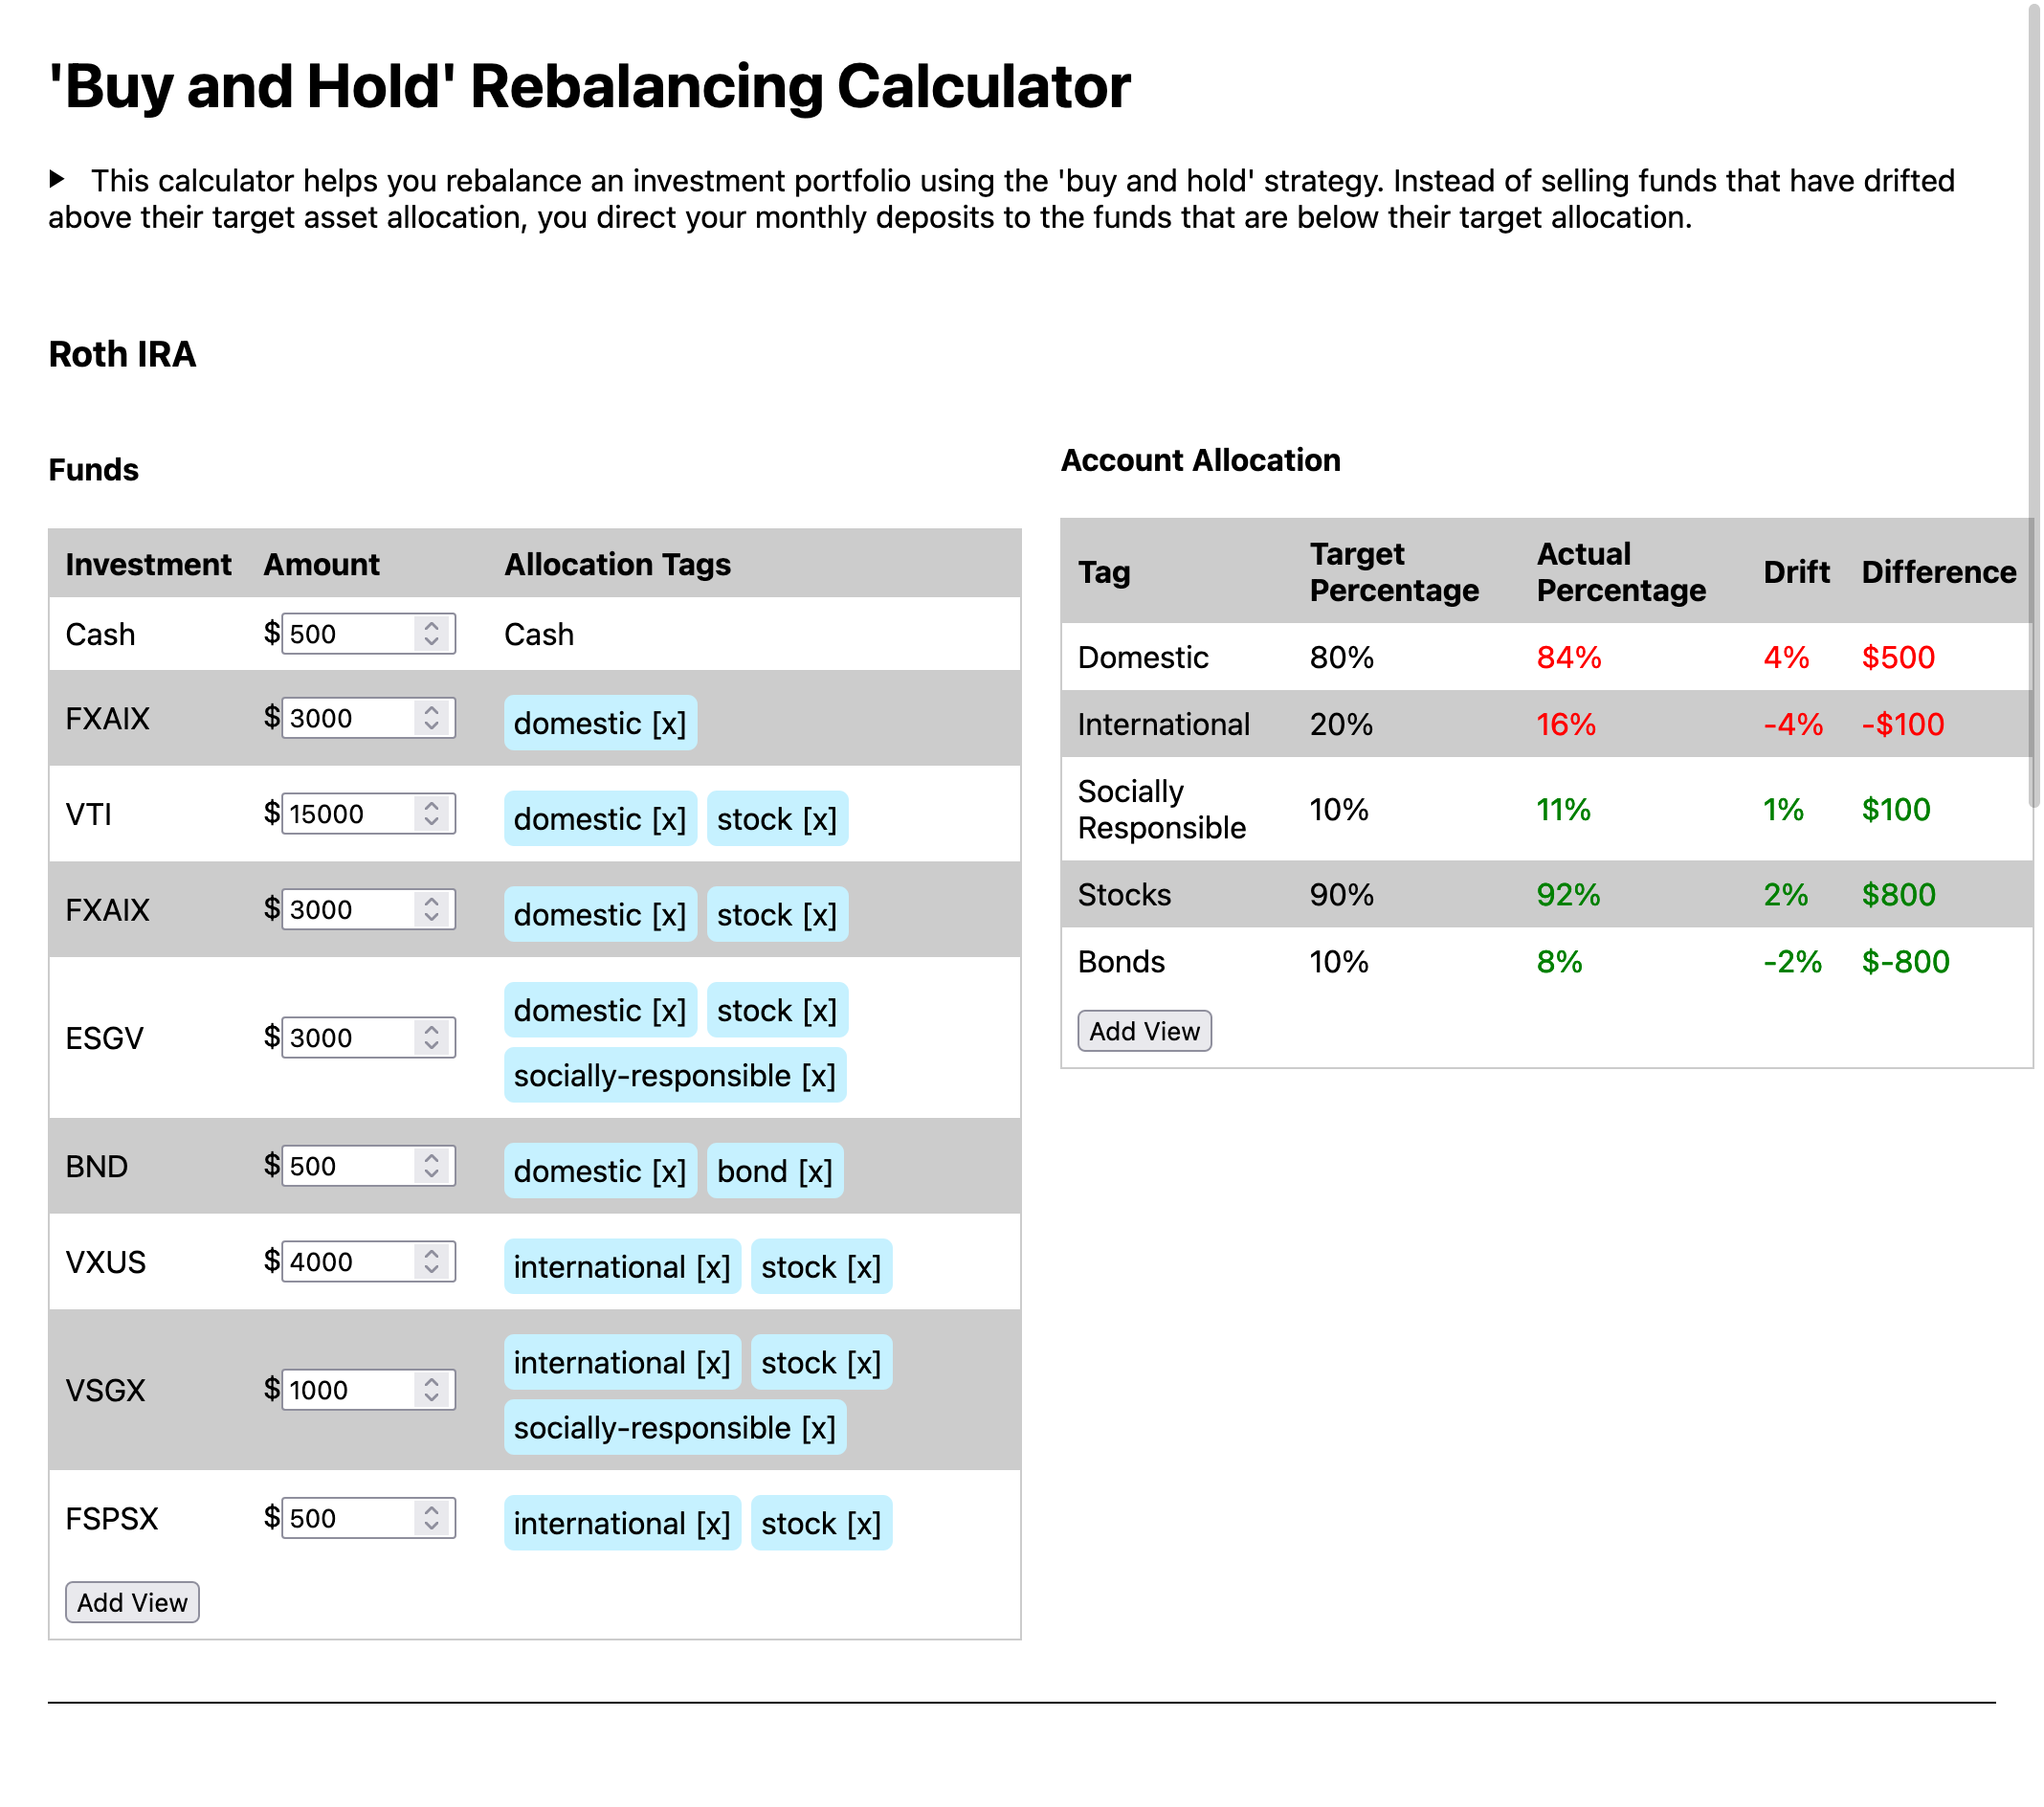 'Buy and Hold' Rebalancing Calculator
▶ This calculator helps you rebalance an investment portfolio using the 'buy and hold' strategy. Instead of selling funds that have drifted
above their target asset allocation, you direct your monthly deposits to the funds that are below their target allocation.
Roth IRA
Funds
Investment Amount Allocation Tags
Cash $ 500 Cash
FXAIX $ 3000 domestic [x]
VTI $ 15000 domestic [x] stock [x]
FXAIX $ 3000 domestic [x] stock [x]
ESGV $ 3000 domestic [x] stock [x]
socially-responsible [x]
BND $ 500 domestic [x] bond [x]
VXUS $ 4000 international [x] stock [x]
VSGX $ 1000 international [x] stock [x]
socially-responsible [x]
FSPSX $ 500 international [x] stock [x]
Add View
Account Allocation
Tag Target Percentage Actual Percentage Drift Difference
Domestic 80% 84% 4% $500
International 20% 16% -4% -$100
Socially Responsible 10% 11% 1% $100
Stocks 90% 92% 2% $800
Bonds 10% 8% -2% $-800
Add View